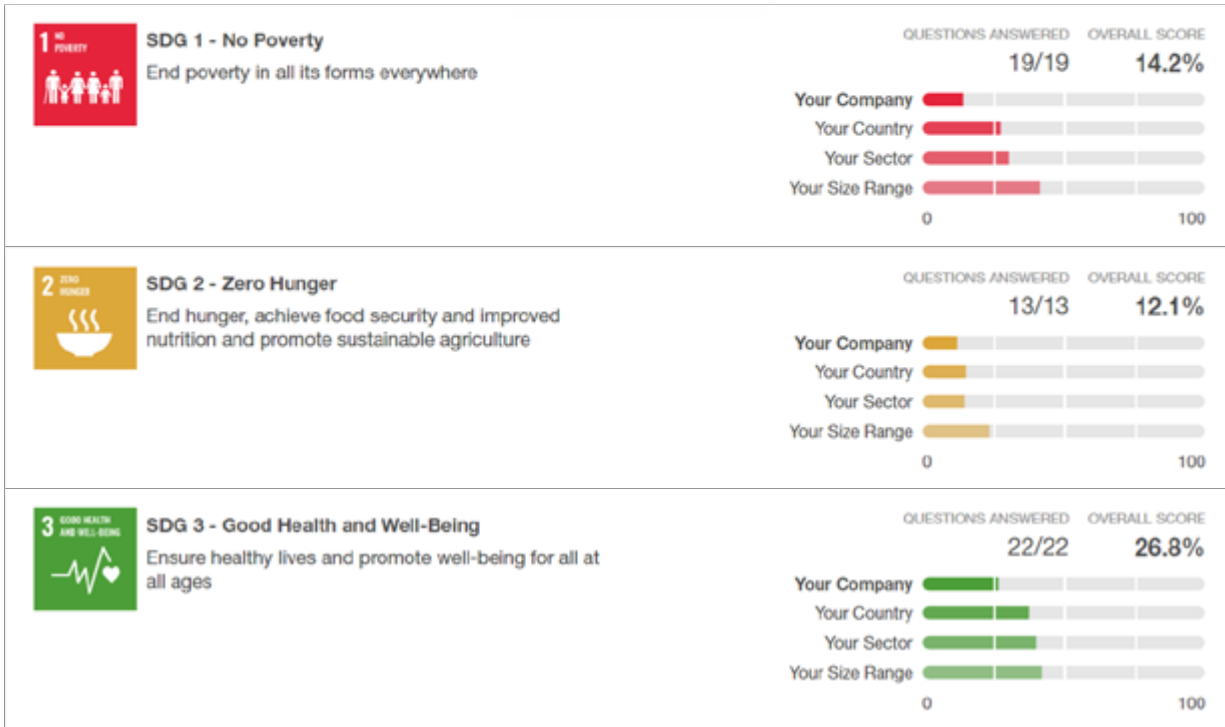 1 NO
POVERTY
SDG 1 - No Poverty
End poverty in all its forms everywhere
QUESTIONS ANSWERED OVERALL SCORE
19/19 14.2%
Your Company
Your Country
Your Sector
Your Size Range
0 100
2 ZERO
HUNGER
SDG 2 - Zero Hunger
End hunger, achieve food security and improved
nutrition and promote sustainable agriculture
QUESTIONS ANSWERED OVERALL SCORE
13/13 12.1%
Your Company
Your Country
Your Sector
Your Size Range
0 100
3 GOOD HEALTH
AND WELL-BEING
SDG 3 - Good Health and Well-Being
Ensure healthy lives and promote well-being for all at
all ages
QUESTIONS ANSWERED OVERALL SCORE
22/22 26.8%
Your Company
Your Country
Your Sector
Your Size Range
0 100